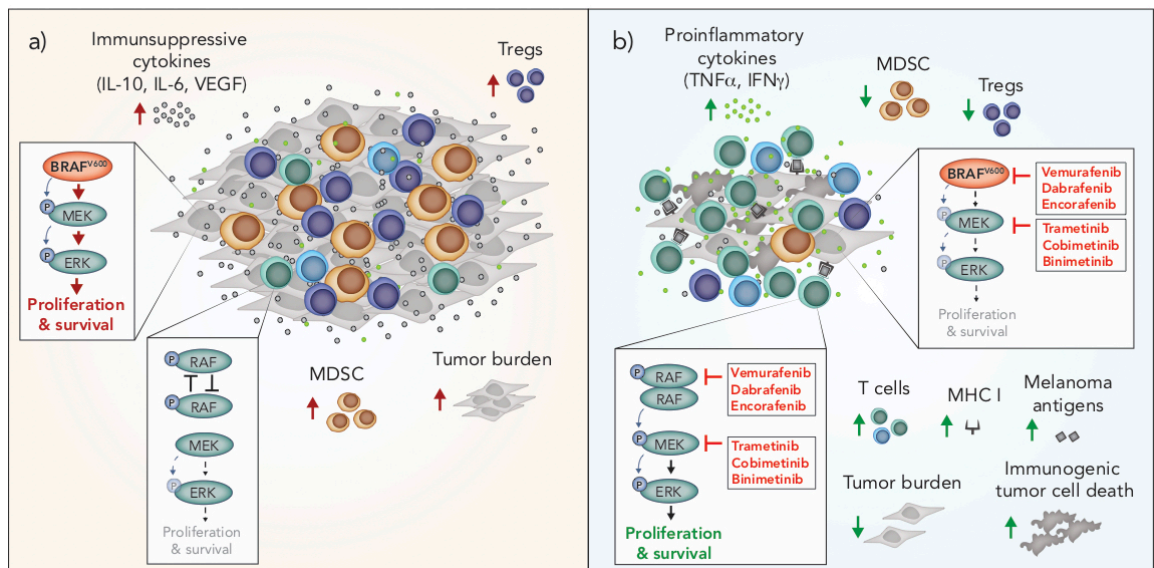 a)
Immunsuppressive
cytokines
(IL-10, IL-6, VEGF)
Tregs
BRAFV600
P
MEK
P
ERK
Proliferation
& survival
P
RAF
P
RAF
MEK
P
ERK
Proliferation
& survival
MDSC
Tumor burden
b)
Proinflammatory
cytokines
(TNFα, IFNγ)
MDSC
Tregs
BRAFV600
Vemurafenib
Dabrafenib
Encorafenib
P
MEK
Trametinib
Cobimetinib
Binimetinib
P
ERK
Proliferation
& survival
P
RAF
RAF
Vemurafenib
Dabrafenib
Encorafenib
P
MEK
Trametinib
Cobimetinib
Binimetinib
P
ERK
Proliferation
& survival
T cells
MHC I
Melanoma
antigens
Tumor burden
Immunogenic
tumor cell death